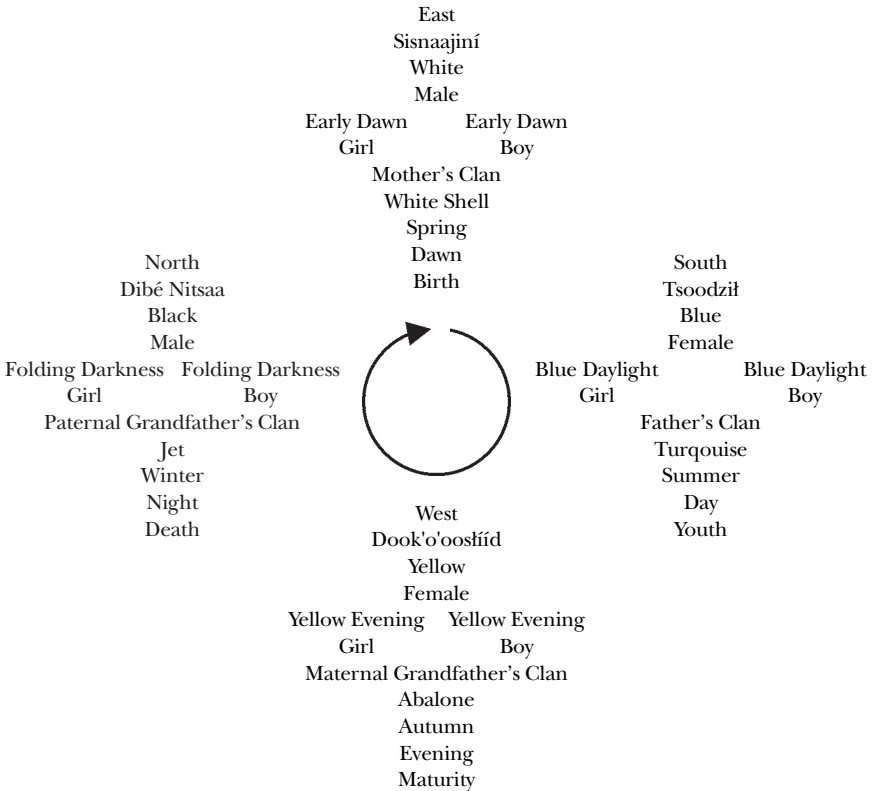 East
Sisnaajiní
White
Male
Early Dawn Early Dawn
Girl Boy
Mother’s Clan
White Shell
Spring
Dawn
Birth
North
Dibé Nitsaa
Black
Male
Folding Darkness Folding Darkness
Girl Boy
Paternal Grandfather’s Clan
Jet
Winter
Night
Death
South
Tsoodził
Blue
Female
Blue Daylight Blue Daylight
Girl Boy
Father’s Clan
Turqouise
Summer
Day
Youth
West
Dook'o'oosłííd
Yellow
Female
Yellow Evening Yellow Evening
Girl Boy
Maternal Grandfather’s Clan
Abalone
Autumn
Evening
Maturity